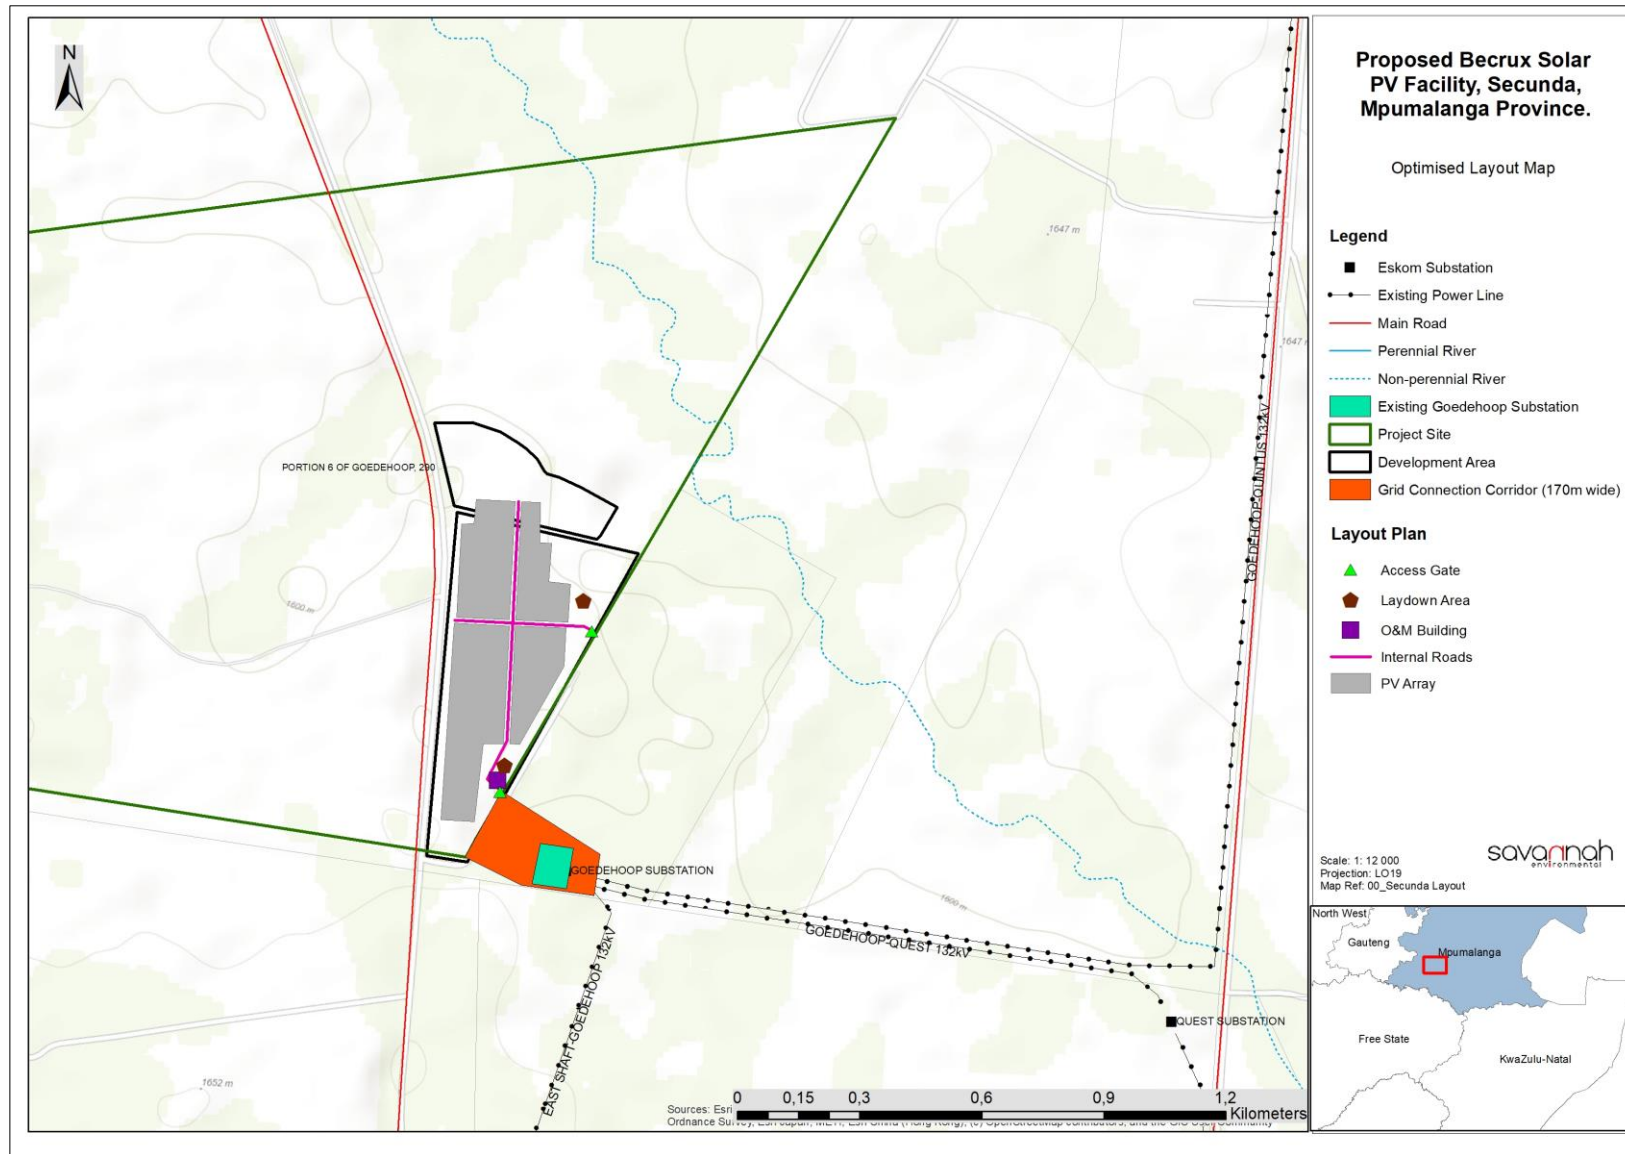 N
1647 m
1647 m
GOEDEHOOP-QUINTUS 132kV
PORTION 6 OF GOEDEHOOP, 290
1600 m
GOEDEHOOP SUBSTATION
1600 m
GOEDEHOOP-QUEST 132kV
EAST SHAFT-GOEDEHOOP 132kV
QUEST SUBSTATION
1652 m
0 0,15 0,3 0,6 0,9 1,2
Kilometers
Sources: Esri
Proposed Becrux Solar
PV Facility, Secunda,
Mpumalanga Province.
Optimised Layout Map
Legend
Eskom Substation
Existing Power Line
Main Road
Perennial River
Non-perennial River
Existing Goedehoop Substation
Project Site
Development Area
Grid Connection Corridor (170m wide)
Layout Plan
Access Gate
Laydown Area
O&M Building
Internal Roads
PV Array
Scale: 1: 12 000
Projection: LO19
Map Ref: 00_Secunda Layout
savannah
environmental
North West
Gauteng
Mpumalanga
Free State
KwaZulu-Natal